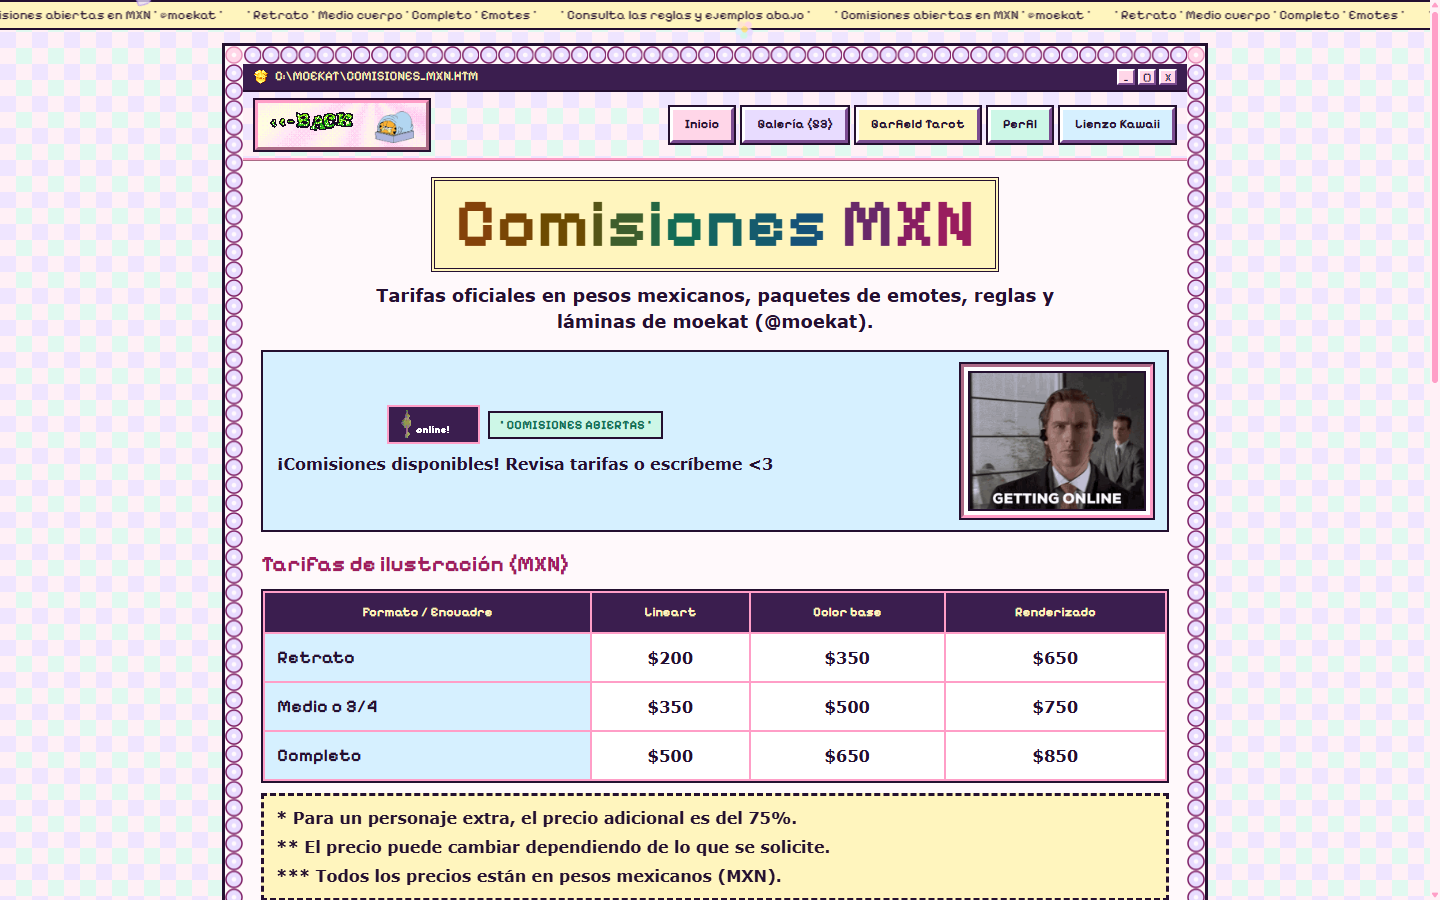 isiones abiertas en MXN * @moekat * * Retrato * Medio cuerpo * Completo * Emotes * * Consulta las reglas y ejemplos abajo * * Comisiones abiertas en MXN * @moekat * * Retrato * Medio cuerpo * Completo * Emotes *
C:\MOEKAT\COMISIONES_MXN.HTM
- □ X
<<-BACK
Inicio
Galería (S3)
Garfield Tarot
Perfil
Lienzo Kawaii
Comisiones MXN
Tarifas oficiales en pesos mexicanos, paquetes de emotes, reglas y
láminas de moekat (@moekat).
online!
* COMISIONES ABIERTAS *
¡Comisiones disponibles! Revisa tarifas o escríbeme <3
GETTING ONLINE
Tarifas de ilustración (MXN)
Formato / Encuadre Lineart Color base Renderizado
Retrato $200 $350 $650
Medio o 3/4 $350 $500 $750
Completo $500 $650 $850
* Para un personaje extra, el precio adicional es del 75%.
** El precio puede cambiar dependiendo de lo que se solicite.
*** Todos los precios están en pesos mexicanos (MXN).